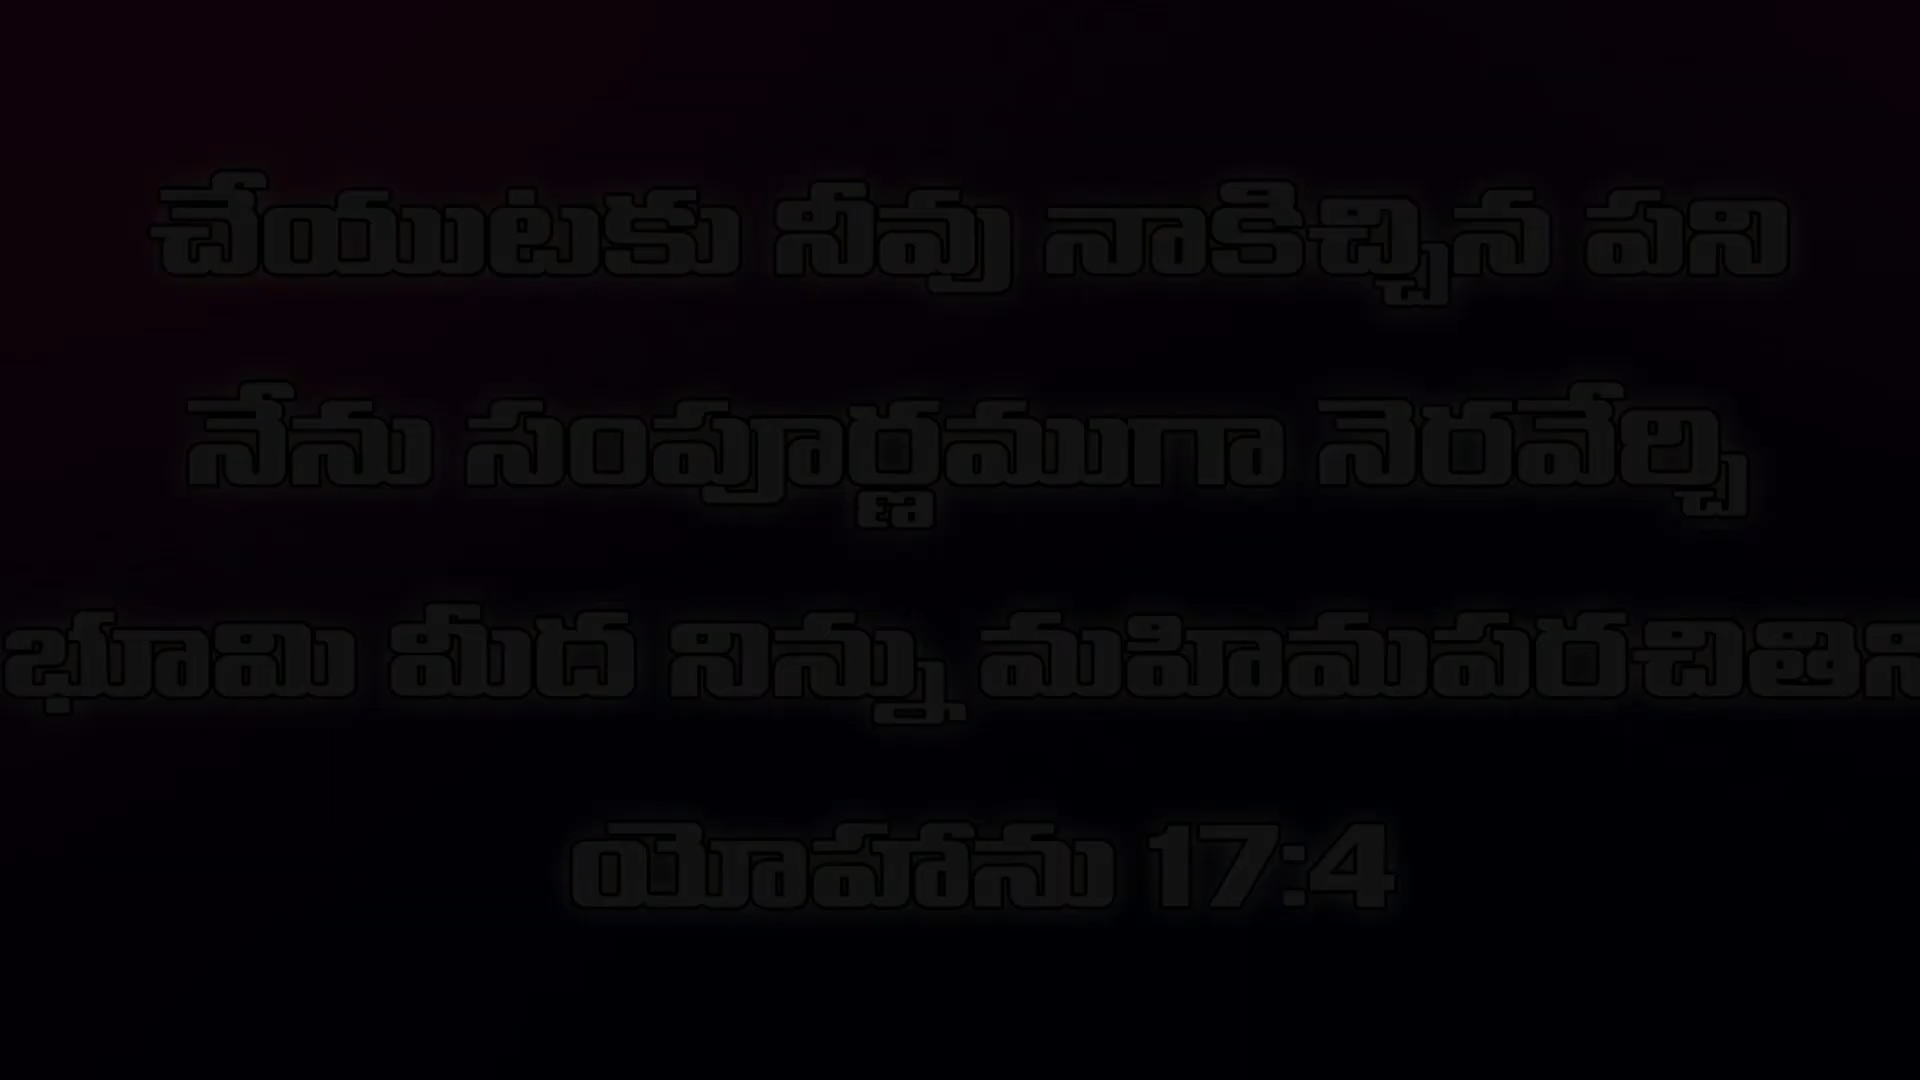 చేయుటకు నీవు నాకిచ్చిన పని
నేను సంపూర్ణముగా నెరవేర్చి
భూమి మీద నిన్ను మహిమపరచితిని
యోహాను 17:4